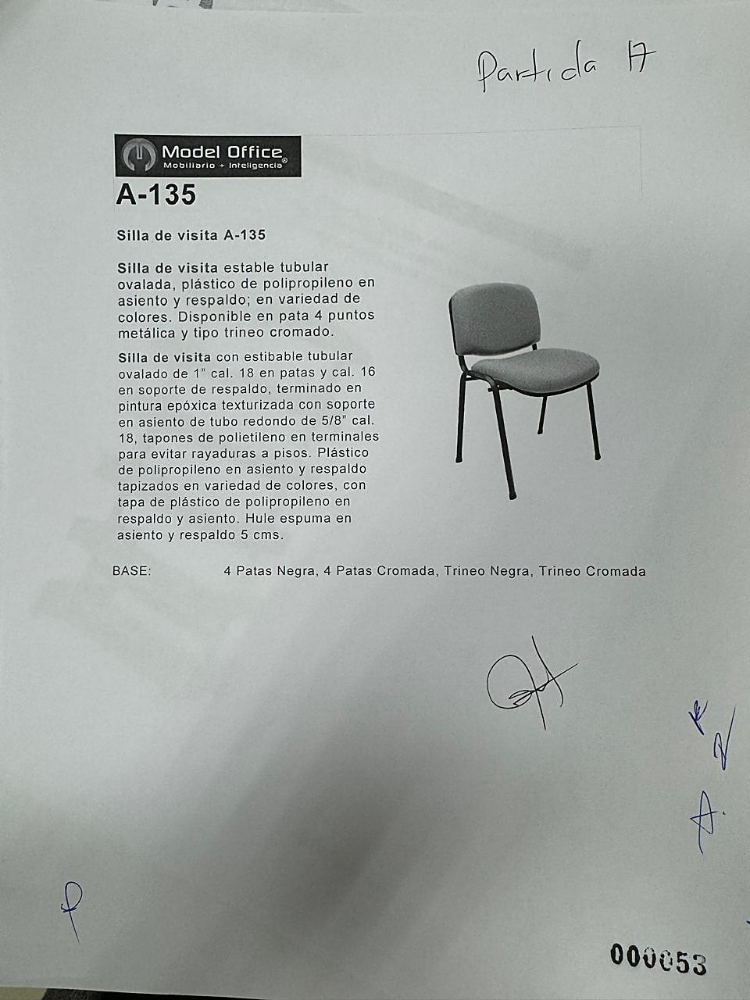 Partida 17
Model Office®
Mobiliario + Inteligencia
A-135
Silla de visita A-135
Silla de visita estable tubular
ovalada, plástico de polipropileno en
asiento y respaldo; en variedad de
colores. Disponible en pata 4 puntos
metálica y tipo trineo cromado.
Silla de visita con estibable tubular
ovalado de 1” cal. 18 en patas y cal. 16
en soporte de respaldo, terminado en
pintura epóxica texturizada con soporte
en asiento de tubo redondo de 5/8” cal.
18, tapones de polietileno en terminales
para evitar rayaduras a pisos. Plástico
de polipropileno en asiento y respaldo
tapizados en variedad de colores, con
tapa de plástico de polipropileno en
respaldo y asiento. Hule espuma en
asiento y respaldo 5 cms.
BASE: 4 Patas Negra, 4 Patas Cromada, Trineo Negra, Trineo Cromada
000053